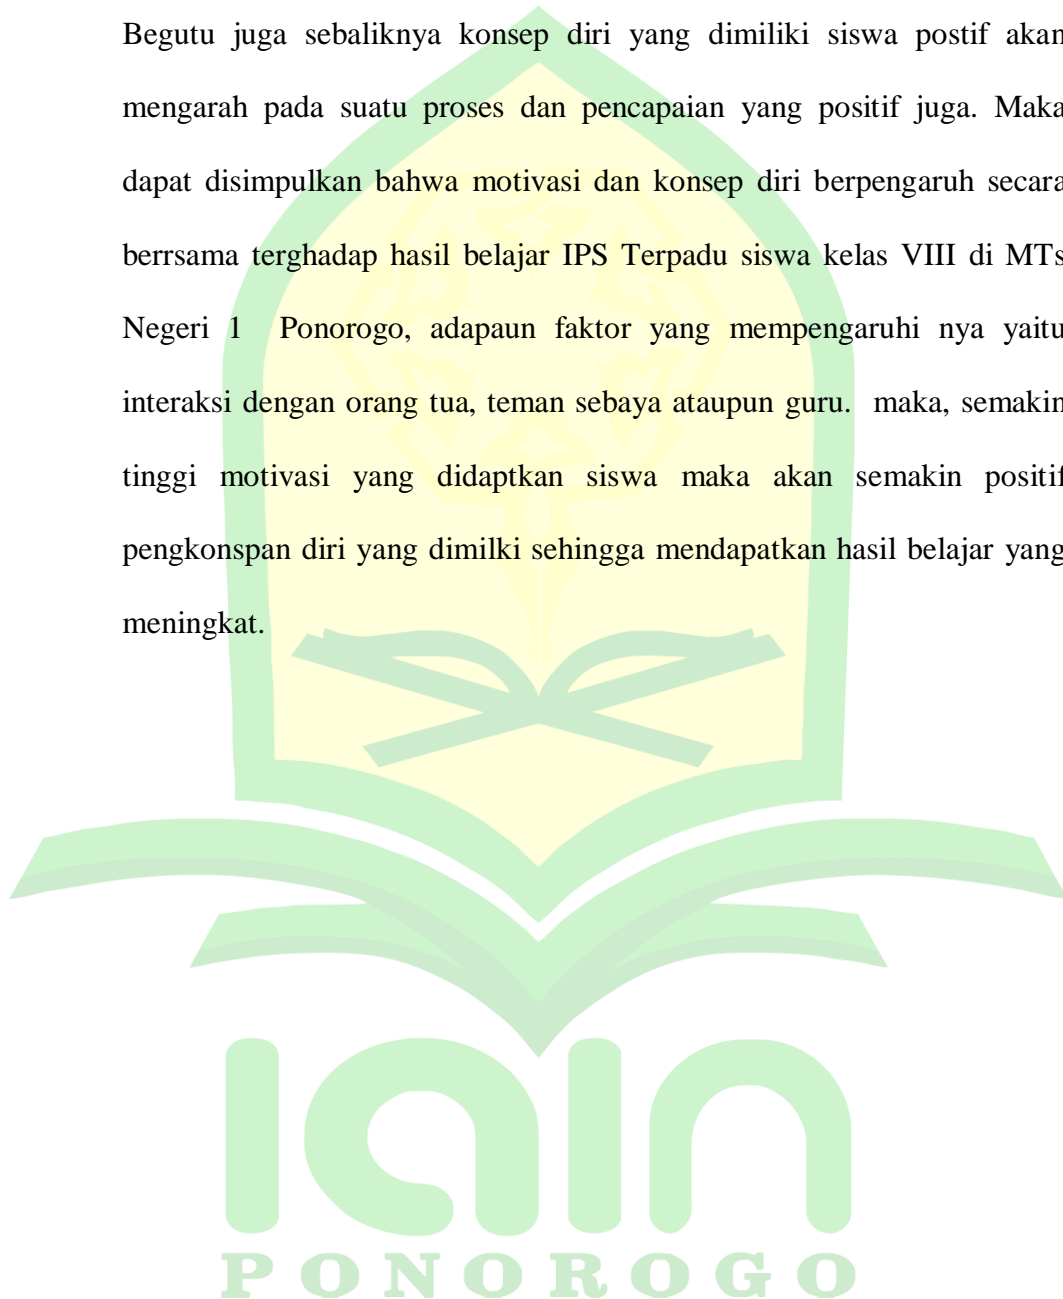 Begutu juga sebaliknya konsep diri yang dimiliki siswa postif akan
mengarah pada suatu proses dan pencapaian yang positif juga. Maka
dapat disimpulkan bahwa motivasi dan konsep diri berpengaruh secara
berrsama terghadap hasil belajar IPS Terpadu siswa kelas VIII di MTs
Negeri 1 Ponorogo, adapaun faktor yang mempengaruhi nya yaitu
interaksi dengan orang tua, teman sebaya ataupun guru. maka, semakin
tinggi motivasi yang didaptkan siswa maka akan semakin positif
pengkonspan diri yang dimilki sehingga mendapatkan hasil belajar yang
meningkat.
iain
PONOROGO